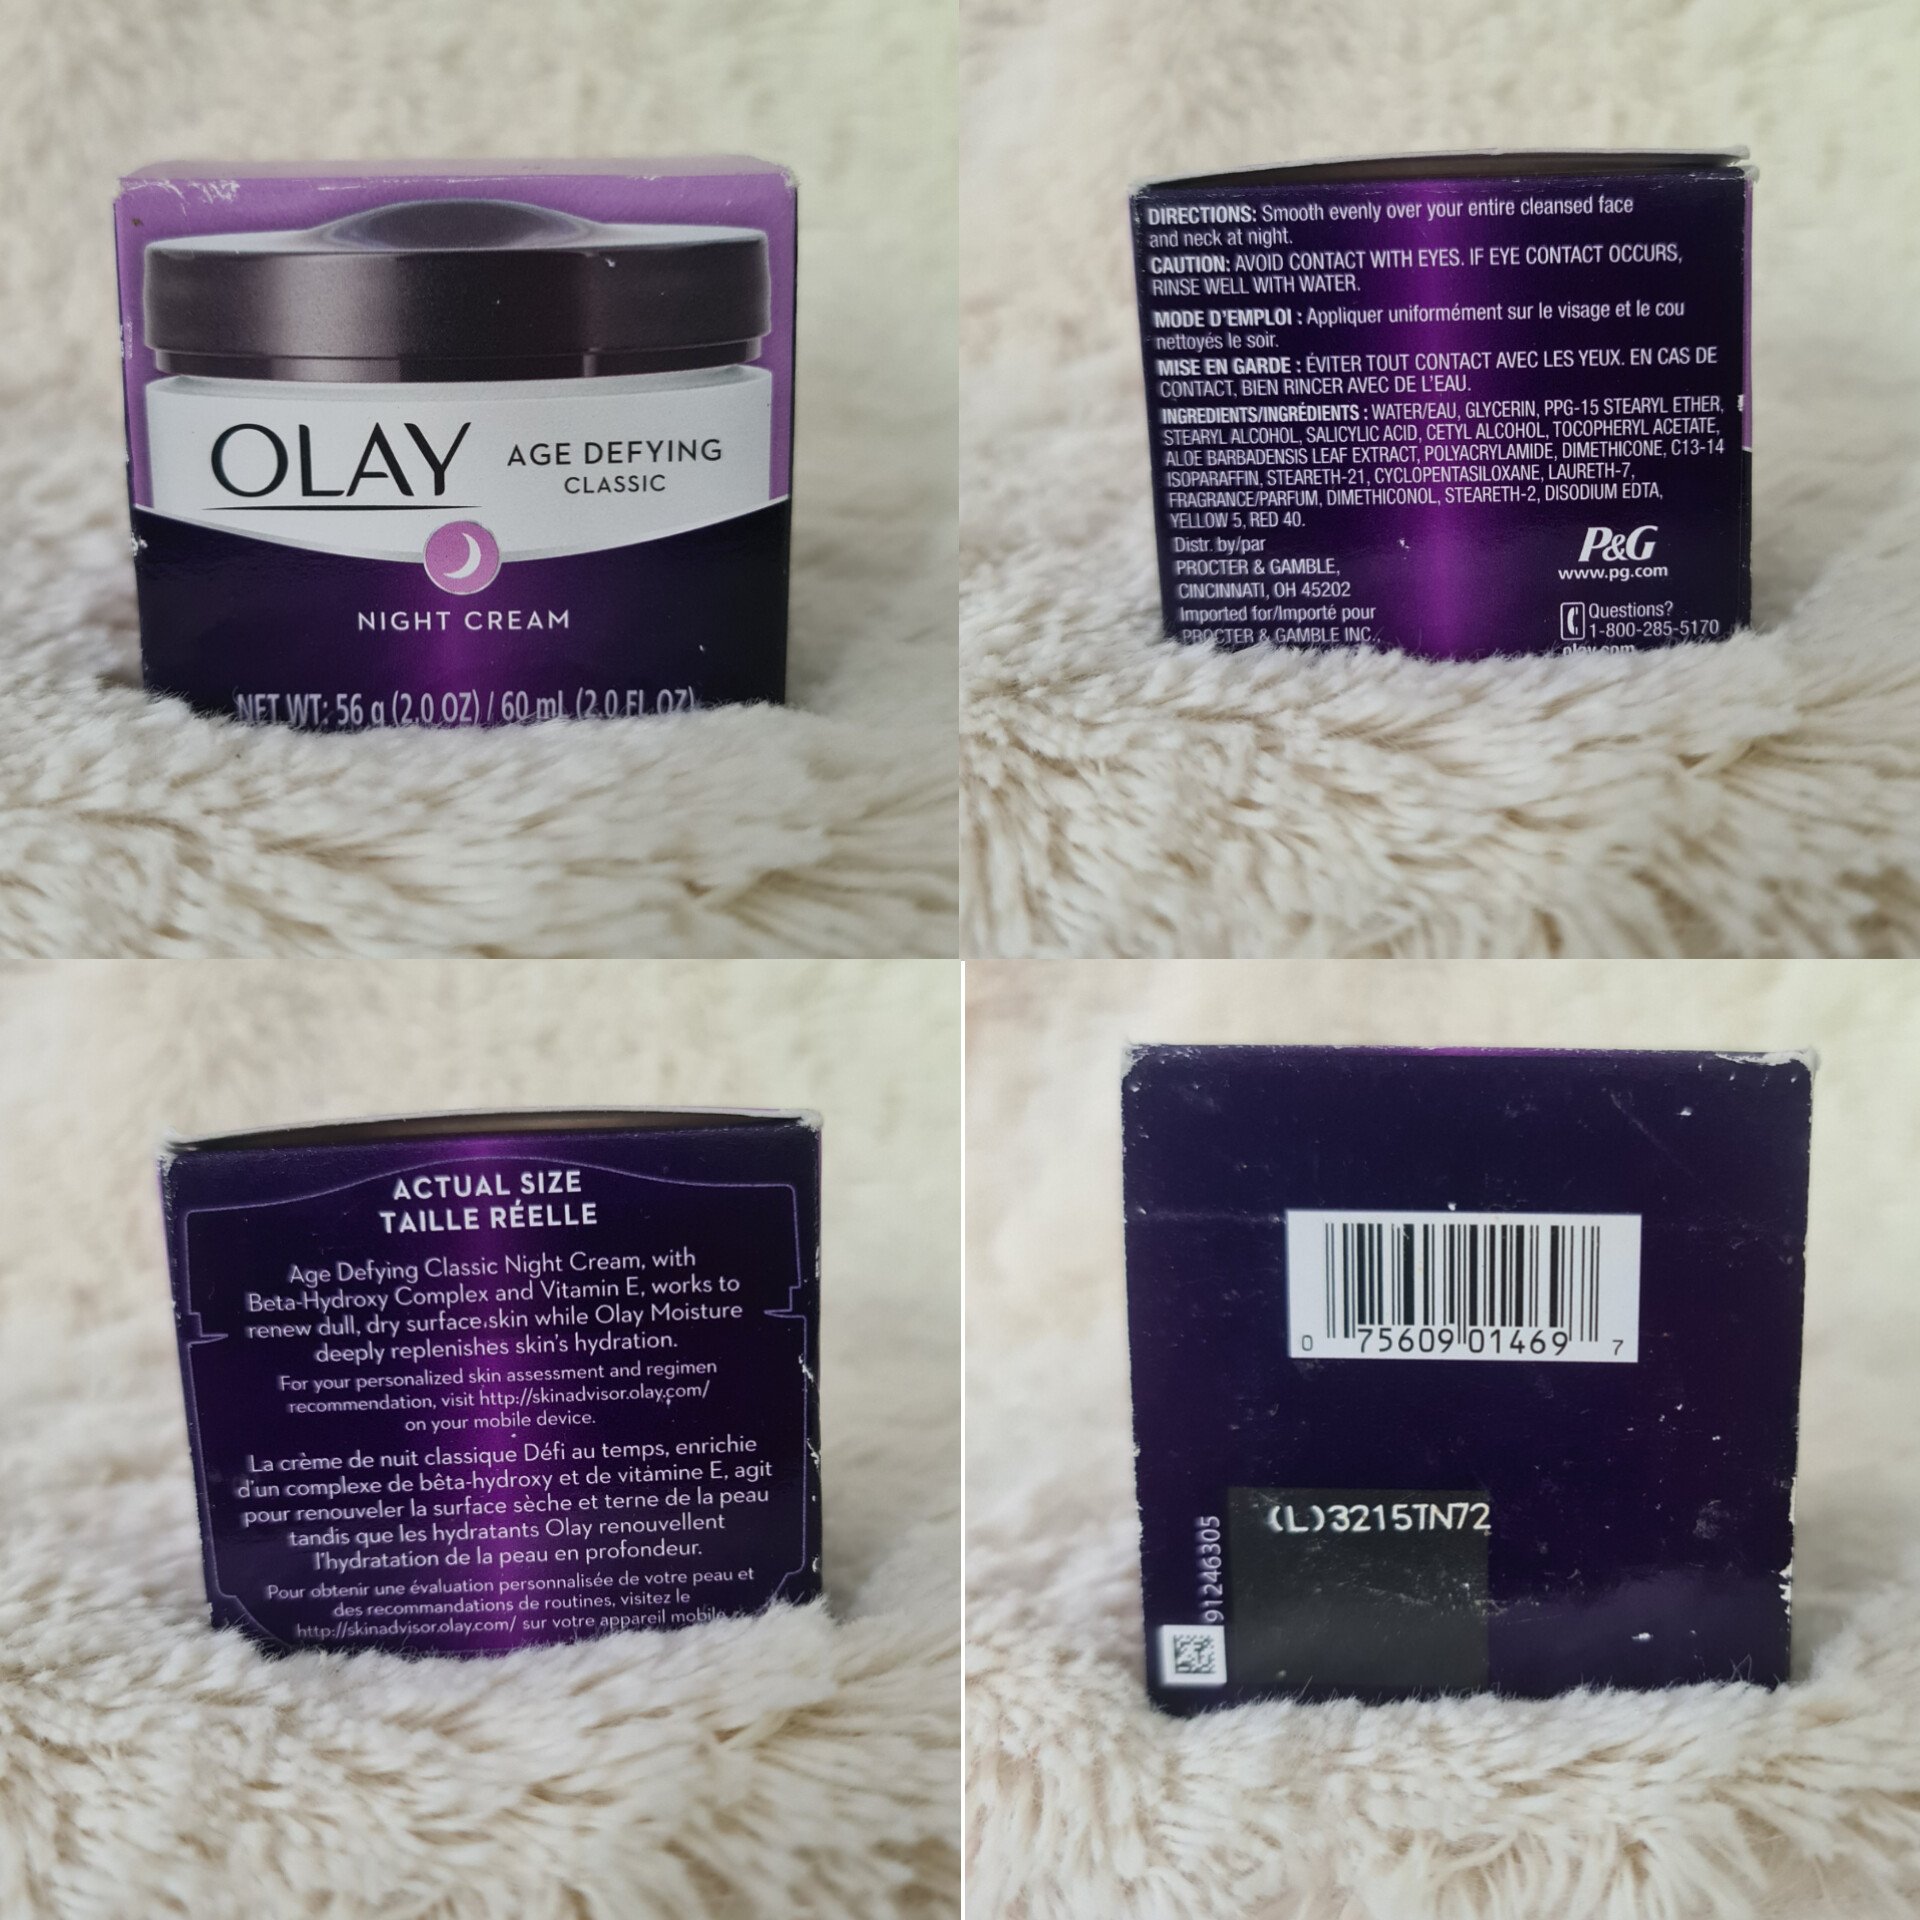 OLAY
AGE DEFYING
CLASSIC
NIGHT CREAM
NET WT: 56 g (2.0 OZ) / 60 mL (2.0 FL OZ)
DIRECTIONS: Smooth evenly over your entire cleansed face
and neck at night.
CAUTION: AVOID CONTACT WITH EYES. IF EYE CONTACT OCCURS,
RINSE WELL WITH WATER.
MODE D'EMPLOI : Appliquer uniformément sur le visage et le cou
nettoyés le soir.
MISE EN GARDE : ÉVITER TOUT CONTACT AVEC LES YEUX. EN CAS DE
CONTACT, BIEN RINCER AVEC DE L'EAU.
INGREDIENTS/INGRÉDIENTS : WATER/EAU, GLYCERIN, PPG-15 STEARYL ETHER,
STEARYL ALCOHOL, SALICYLIC ACID, CETYL ALCOHOL, TOCOPHERYL ACETATE,
ALOE BARBADENSIS LEAF EXTRACT, POLYACRYLAMIDE, DIMETHICONE, C13-14
ISOPARAFFIN, STEARETH-21, CYCLOPENTASILOXANE, LAURETH-7,
FRAGRANCE/PARFUM, DIMETHICONOL, STEARETH-2, DISODIUM EDTA,
YELLOW 5, RED 40.
Distr. by/par
PROCTER & GAMBLE,
CINCINNATI, OH 45202
Imported for/Importé pour
PROCTER & GAMBLE INC.,
P&G
www.pg.com
Questions?
1-800-285-5170
olay.com
ACTUAL SIZE
TAILLE RÉELLE
Age Defying Classic Night Cream, with
Beta-Hydroxy Complex and Vitamin E, works to
renew dull, dry surface skin while Olay Moisture
deeply replenishes skin's hydration.
For your personalized skin assessment and regimen
recommendation, visit http://skinadvisor.olay.com/
on your mobile device.
La crème de nuit classique Défi au temps, enrichie
d'un complexe de bêta-hydroxy et de vitamine E, agit
pour renouveler la surface sèche et terne de la peau
tandis que les hydratants Olay renouvellent
l'hydratation de la peau en profondeur.
Pour obtenir une évaluation personnalisée de votre peau et
des recommandations de routines, visitez le
http://skinadvisor.olay.com/ sur votre appareil mobile
0 75609 01469 7
(L)3215TN72
91246305